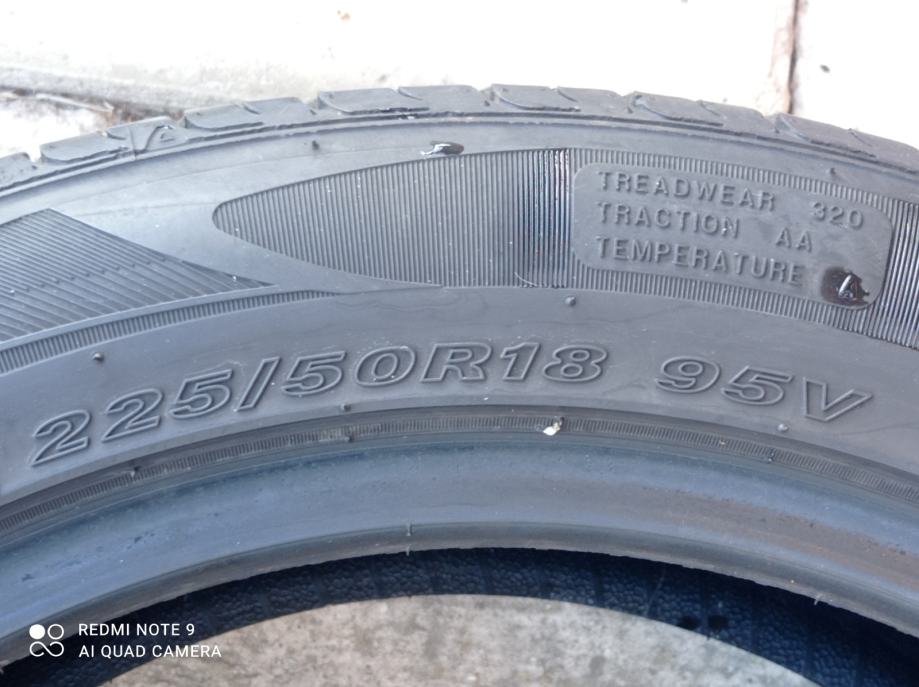 TREADWEAR 320
TRACTION AA
TEMPERATURE A
225/50R18 95V
REDMI NOTE 9
AI QUAD CAMERA